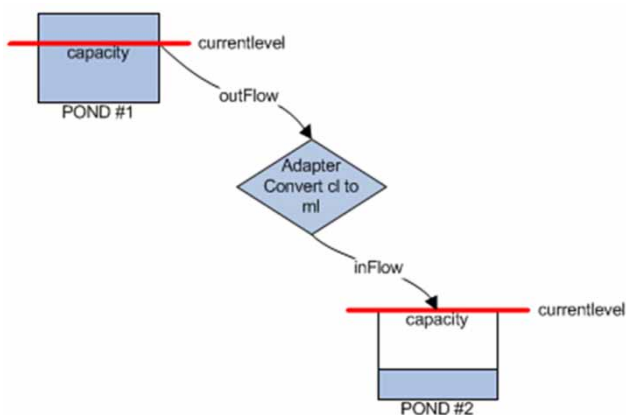 currentlevel
capacity
POND #1
outFlow
Adapter
Convert cl to
ml
inFlow
currentlevel
capacity
POND #2